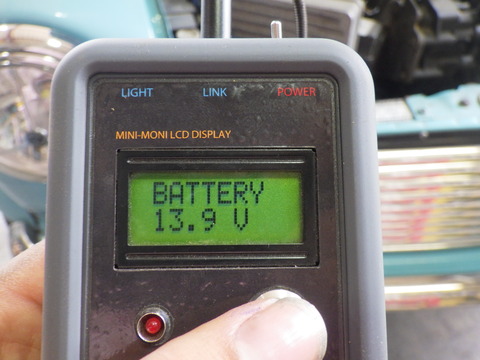 LIGHT LINK POWER
MINI-MONI LCD DISPLAY
BATTERY
13.9 V